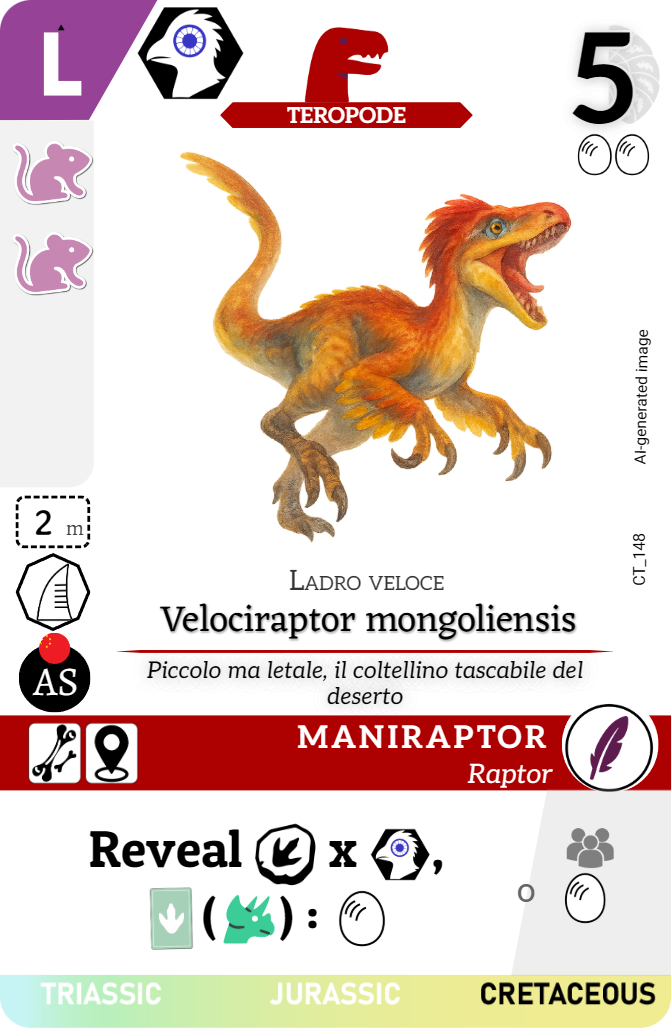 L
TEROPODE
5
AI-generated image
CT_148
2 m
AS
LADRO VELOCE
Velociraptor mongoliensis
Piccolo ma letale, il coltellino tascabile del
deserto
MANIRAPTOR
Raptor
Reveal x ,
( ) :
o
TRIASSIC JURASSIC CRETACEOUS